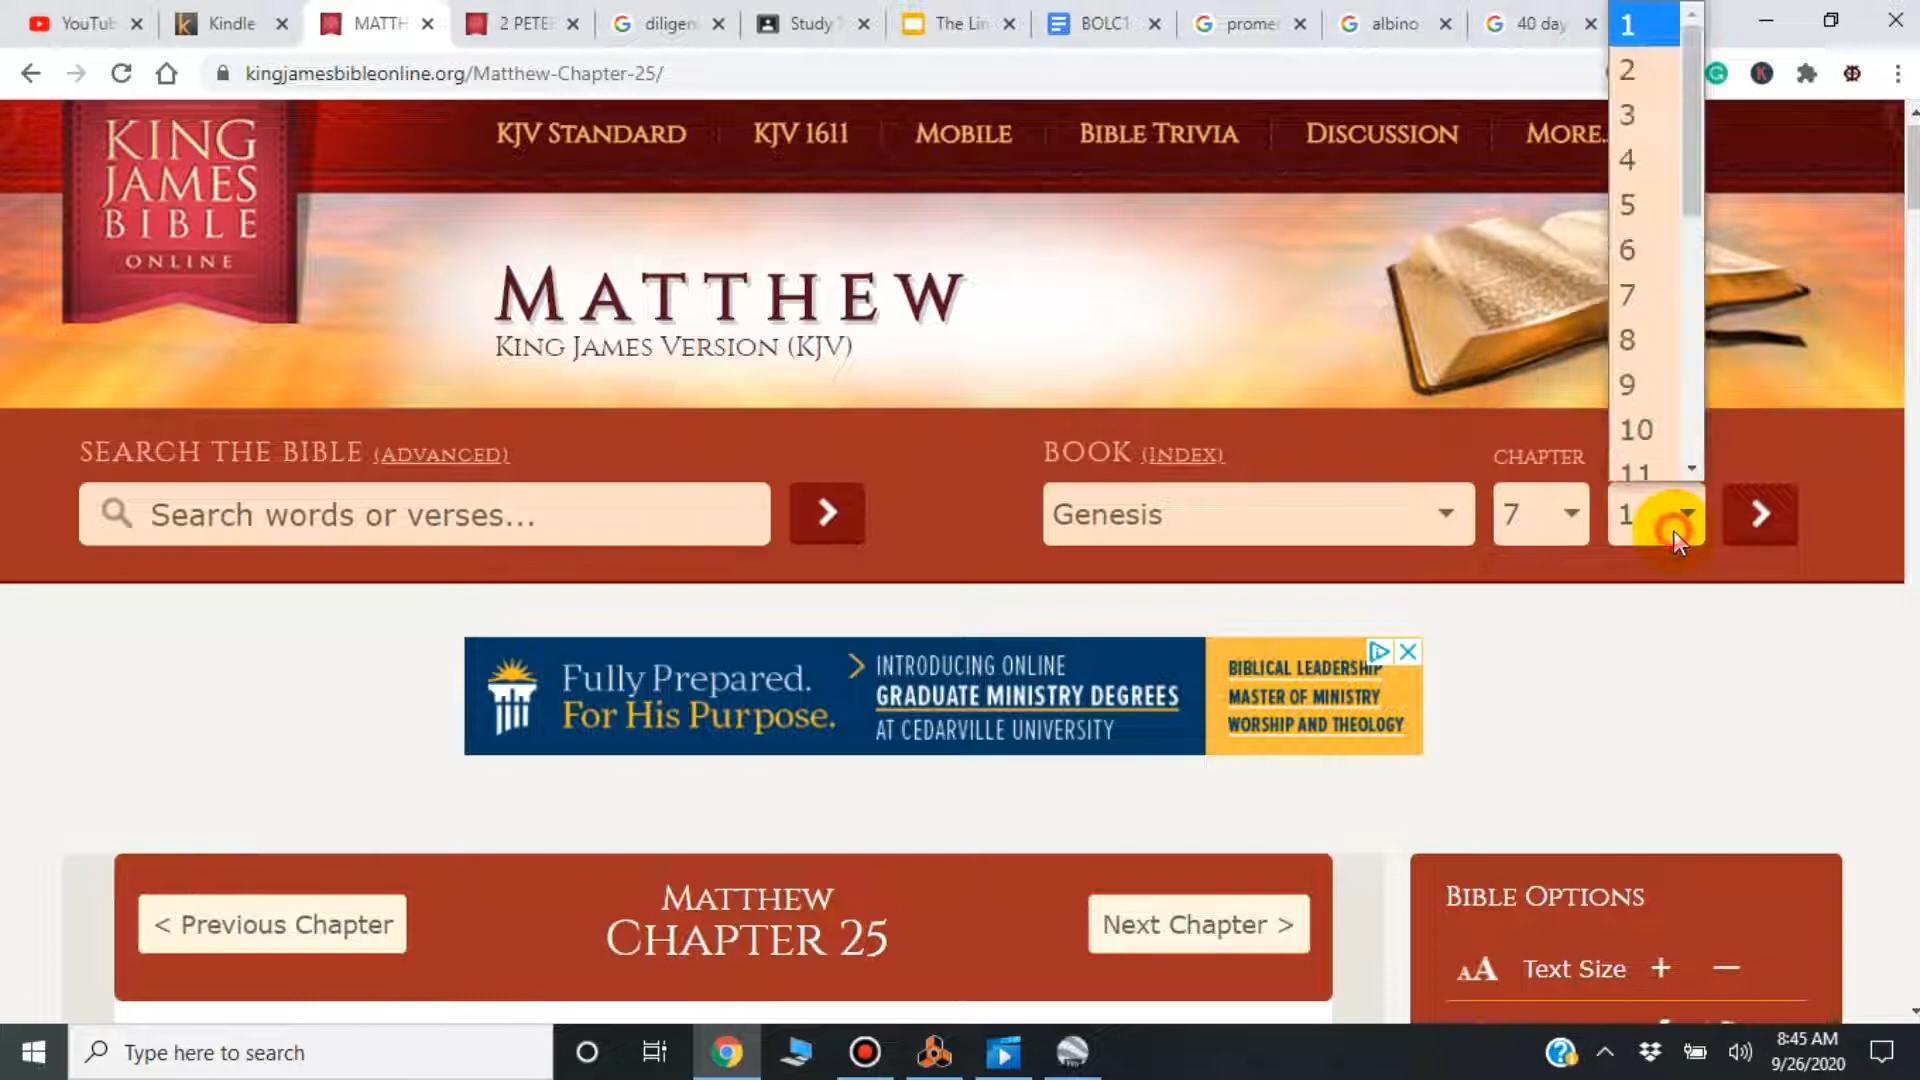 YouTub
Kindle
MATTH
2 PETE
diligen
Study T
The Lin
BOLC1
prome
albino
40 day
kingjamesbibleonline.org/Matthew-Chapter-25/
KING
JAMES
BIBLE
ONLINE
KJV STANDARD
KJV 1611
MOBILE
BIBLE TRIVIA
DISCUSSION
MORE.
1
2
3
4
5
6
7
8
9
10
11
MATTHEW
KING JAMES VERSION (KJV)
SEARCH THE BIBLE (ADVANCED)
BOOK (INDEX)
CHAPTER
Search words or verses...
Genesis
7
1
Fully Prepared.
For His Purpose.
INTRODUCING ONLINE
GRADUATE MINISTRY DEGREES
AT CEDARVILLE UNIVERSITY
BIBLICAL LEADERSHIP
MASTER OF MINISTRY
WORSHIP AND THEOLOGY
< Previous Chapter
MATTHEW
CHAPTER 25
Next Chapter >
BIBLE OPTIONS
AA Text Size + −
Type here to search
8:45 AM
9/26/2020